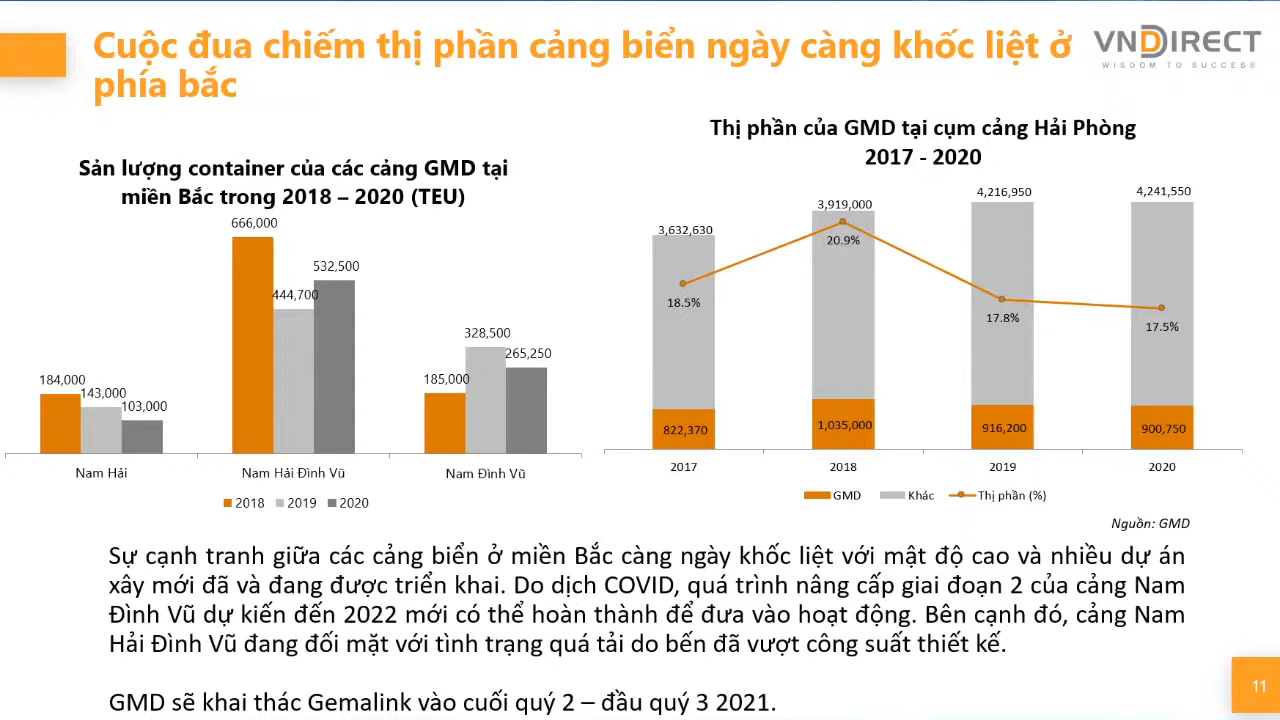 Cuộc đua chiếm thị phần cảng biển ngày càng khốc liệt ở
phía bắc
VNDIRECT
WISDOM TO SUCCESS
Sản lượng container của các cảng GMD tại
miền Bắc trong 2018 – 2020 (TEU)
666,000
532,500
444,700
328,500
265,250
184,000
143,000
103,000
185,000
Nam Hải
Nam Hải Đình Vũ
Nam Đình Vũ
2018
2019
2020
Thị phần của GMD tại cụm cảng Hải Phòng
2017 - 2020
3,632,630
3,919,000
4,216,950
4,241,550
18.5%
20.9%
17.8%
17.5%
822,370
1,035,000
916,200
900,750
2017
2018
2019
2020
GMD
Khác
Thị phần (%)
Nguồn: GMD
Sự cạnh tranh giữa các cảng biển ở miền Bắc càng ngày khốc liệt với mật độ cao và nhiều dự án
xây mới đã và đang được triển khai. Do dịch COVID, quá trình nâng cấp giai đoạn 2 của cảng Nam
Đình Vũ dự kiến đến 2022 mới có thể hoàn thành để đưa vào hoạt động. Bên cạnh đó, cảng Nam
Hải Đình Vũ đang đối mặt với tình trạng quá tải do bến đã vượt công suất thiết kế.
GMD sẽ khai thác Gemalink vào cuối quý 2 – đầu quý 3 2021.
11